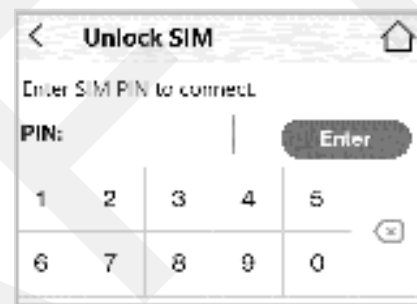 Unlock SIM
Enter SIM PIN to connect.
PIN:
Enter
1 2 3 4 5
6 7 8 9 0